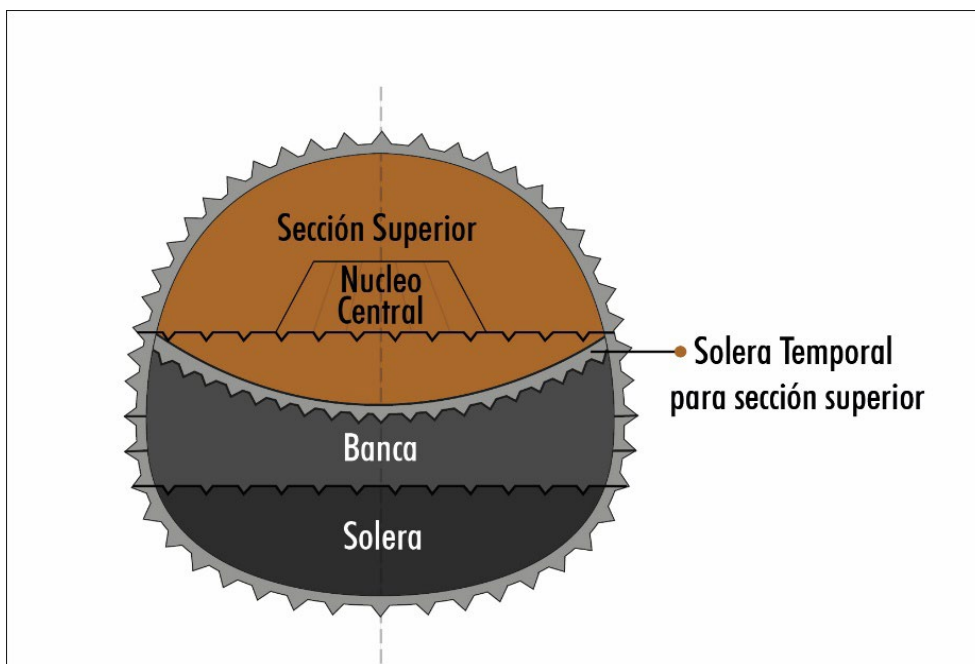 Sección Superior
Nucleo
Central
Solera Temporal
para sección superior
Banca
Solera